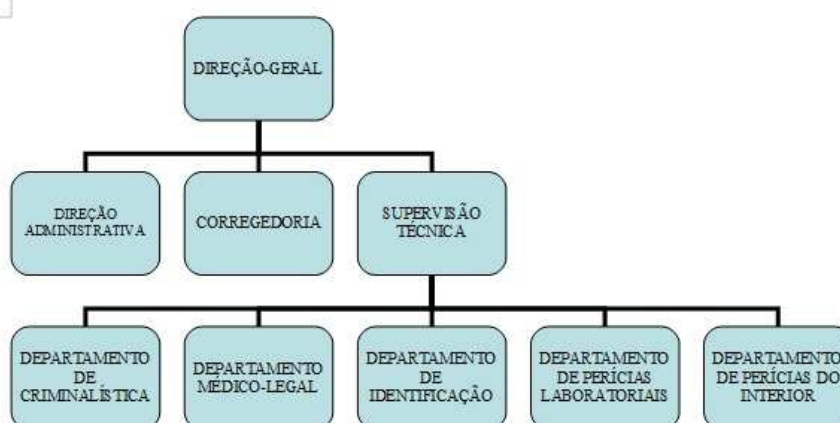 DIREÇÃO-GERAL
DIREÇÃO
ADMINISTRATIVA
CORREGEDORIA
SUPERVISÃO
TÉCNICA
DEPARTAMENTO
DE
CRIMINALÍSTICA
DEPARTAMENTO
MÉDICO-LEGAL
DEPARTAMENTO
DE
IDENTIFICAÇÃO
DEPARTAMENTO
DE PERÍCIAS
LABORATORIAIS
DEPARTAMENTO
DE PERÍCIAS DO
INTERIOR